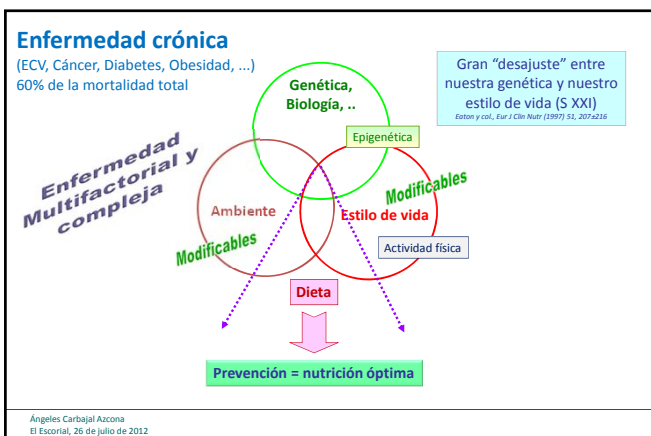 Enfermedad crónica
(ECV, Cáncer, Diabetes, Obesidad, ...)
60% de la mortalidad total
Gran “desajuste” entre
nuestra genética y nuestro
estilo de vida (S XXI)
Eaton y col., Eur J Clin Nutr (1997) 51, 207±216
Genética,
Biología, ..
Epigenética
Enfermedad
Multifactorial y
compleja
Ambiente
Modificables
Estilo de vida
Modificables
Actividad física
Dieta
Prevención = nutrición óptima
Ángeles Carbajal Azcona
El Escorial, 26 de julio de 2012